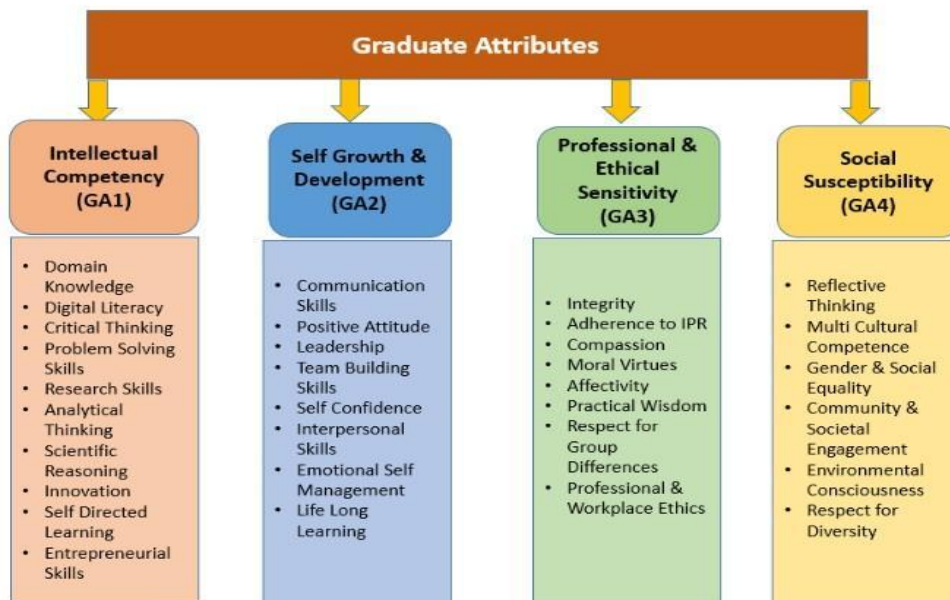 Graduate Attributes
Intellectual
Competency
(GA1)
• Domain
Knowledge
• Digital Literacy
• Critical Thinking
• Problem Solving
Skills
• Research Skills
• Analytical
Thinking
• Scientific
Reasoning
• Innovation
• Self Directed
Learning
• Entrepreneurial
Skills
Self Growth &
Development
(GA2)
• Communication
Skills
• Positive Attitude
• Leadership
• Team Building
Skills
• Self Confidence
• Interpersonal
Skills
• Emotional Self
Management
• Life Long
Learning
Professional &
Ethical
Sensitivity
(GA3)
• Integrity
• Adherence to IPR
• Compassion
• Moral Virtues
• Affectivity
• Practical Wisdom
• Respect for
Group
Differences
• Professional &
Workplace Ethics
Social
Susceptibility
(GA4)
• Reflective
Thinking
• Multi Cultural
Competence
• Gender & Social
Equality
• Community &
Societal
Engagement
• Environmental
Consciousness
• Respect for
Diversity